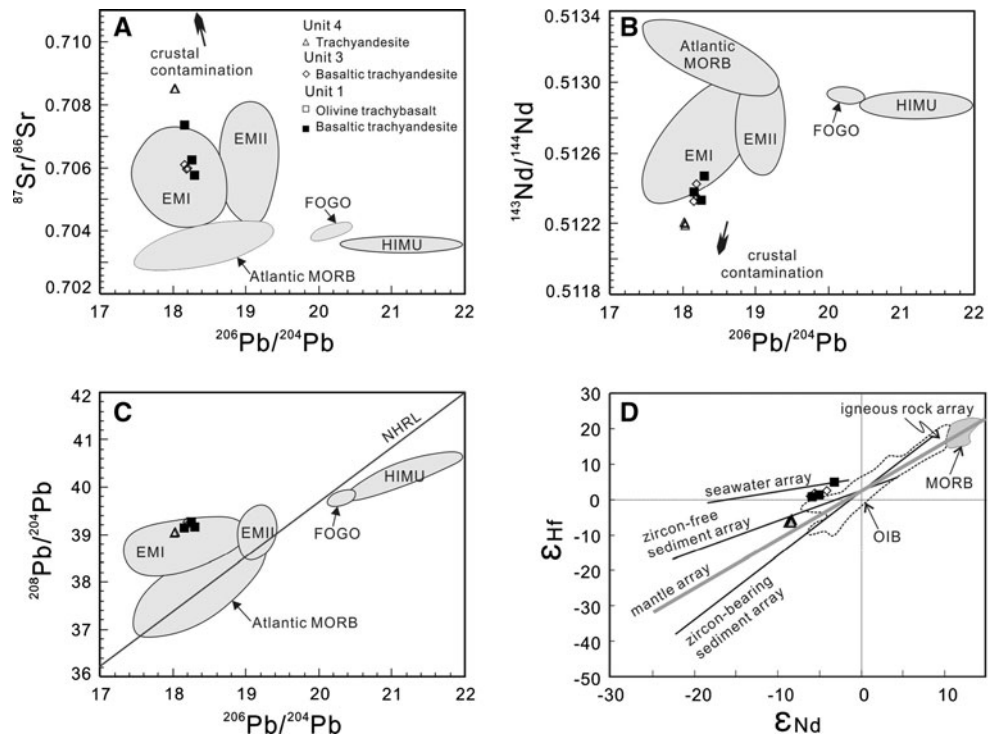 A
0.710
0.708
0.706
0.704
0.702
87Sr/86Sr
crustal
contamination
Unit 4
Trachyandesite
Unit 3
Basaltic trachyandesite
Unit 1
Olivine trachybasalt
Basaltic trachyandesite
EMII
EMI
FOGO
HIMU
Atlantic MORB
17 18 19 20 21 22
206Pb/204Pb
B
0.5134
0.5130
0.5126
0.5122
0.5118
143Nd/144Nd
Atlantic
MORB
EMI
EMII
FOGO
HIMU
crustal
contamination
17 18 19 20 21 22
206Pb/204Pb
C
42
41
40
39
38
37
36
208Pb/204Pb
NHRL
HIMU
FOGO
EMI
EMII
Atlantic MORB
17 18 19 20 21 22
206Pb/204Pb
D
30
20
10
0
-10
-20
-30
-40
-50
εHf
igneous rock array
MORB
seawater array
zircon-free
sediment array
OIB
mantle array
zircon-bearing
sediment array
-30 -20 -10 0 10
εNd